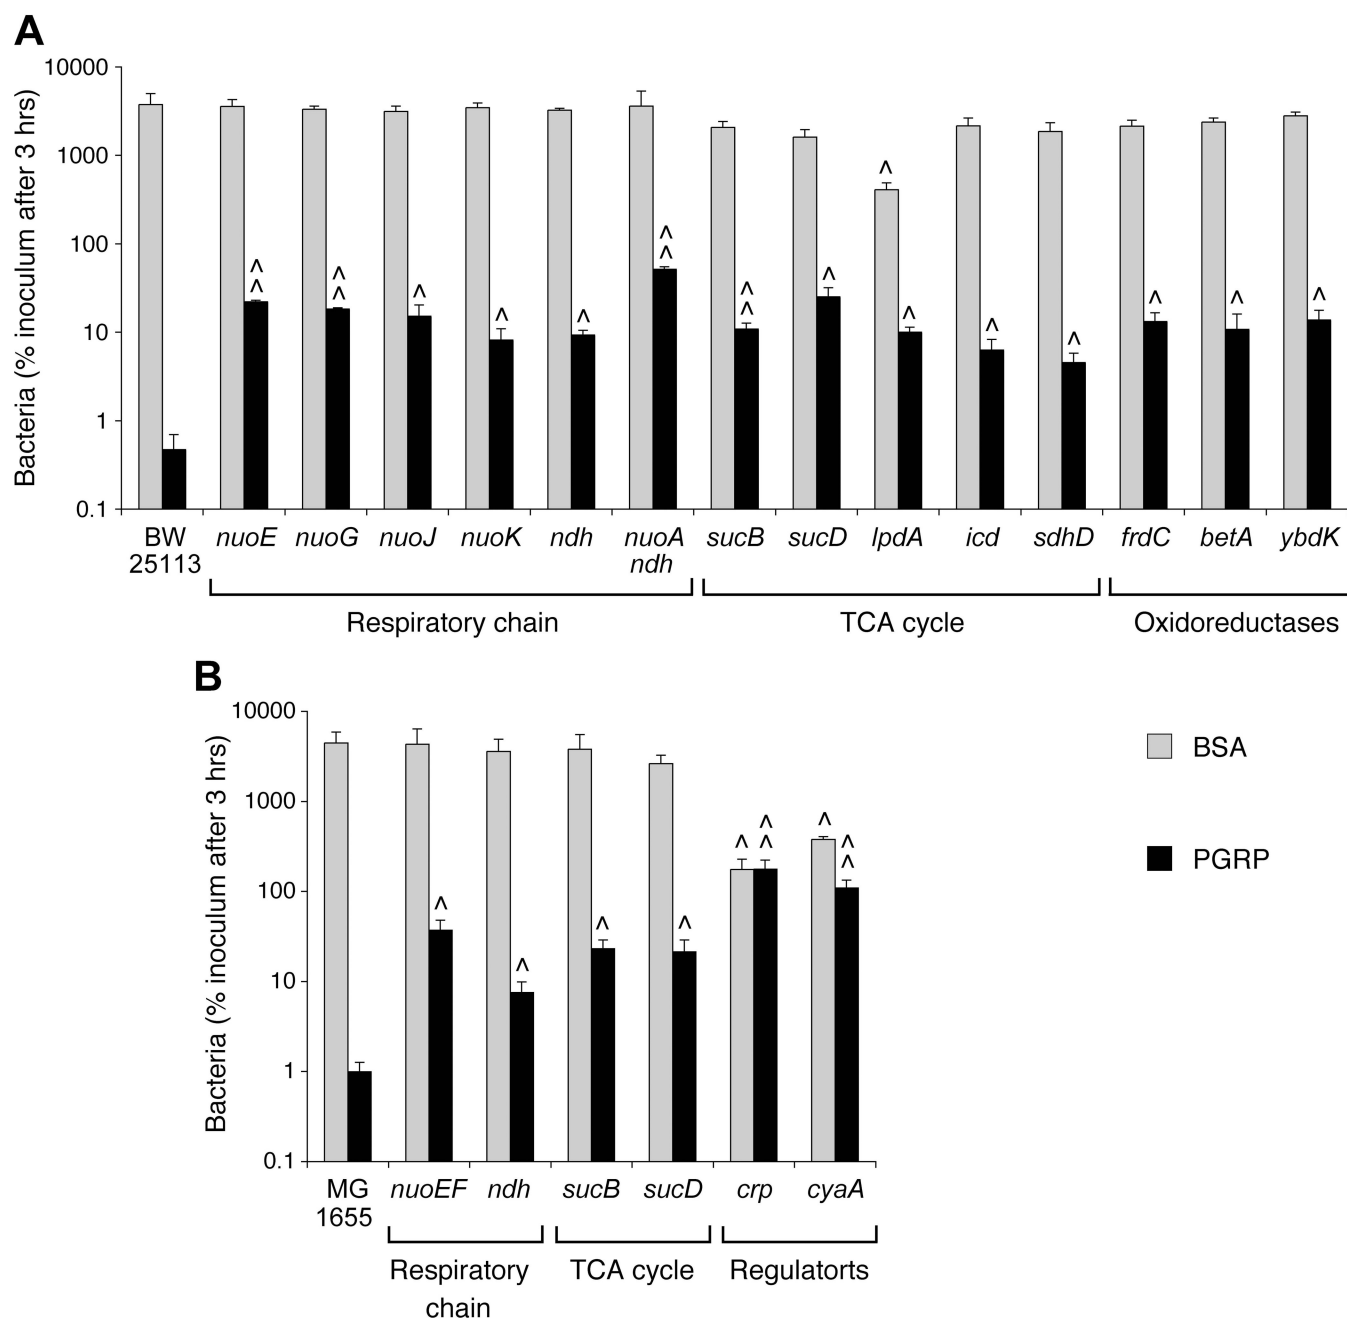 A
Bacteria (% inoculum after 3 hrs)
10000
1000
100
10
1
0.1
^ ^ ^ ^ ^ ^ ^ ^ ^ ^ ^ ^ ^ ^ ^ ^ ^ ^ ^
BW 25113 nuoE nuoG nuoJ nuoK ndh nuoA ndh sucB sucD lpdA icd sdhD frdC betA ybdK
Respiratory chain TCA cycle Oxidoreductases
B
Bacteria (% inoculum after 3 hrs)
10000
1000
100
10
1
0.1
^ ^ ^ ^ ^ ^ ^ ^ ^ ^
MG 1655 nuoEF ndh sucB sucD crp cyaA
Respiratory chain TCA cycle Regulatorts
BSA
PGRP